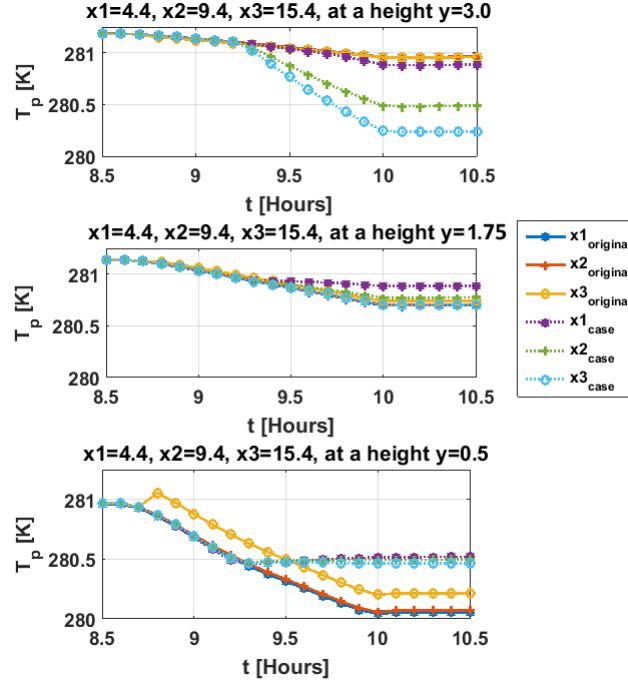 x1=4.4, x2=9.4, x3=15.4, at a height y=3.0
281
280.5
280
T_p [K]
8.5 9 9.5 10 10.5
t [Hours]
x1=4.4, x2=9.4, x3=15.4, at a height y=1.75
281
280.5
280
T_p [K]
8.5 9 9.5 10 10.5
t [Hours]
x1_origina
x2_origina
x3_origina
x1_case
x2_case
x3_case
x1=4.4, x2=9.4, x3=15.4, at a height y=0.5
281
280.5
280
T_p [K]
8.5 9 9.5 10 10.5
t [Hours]